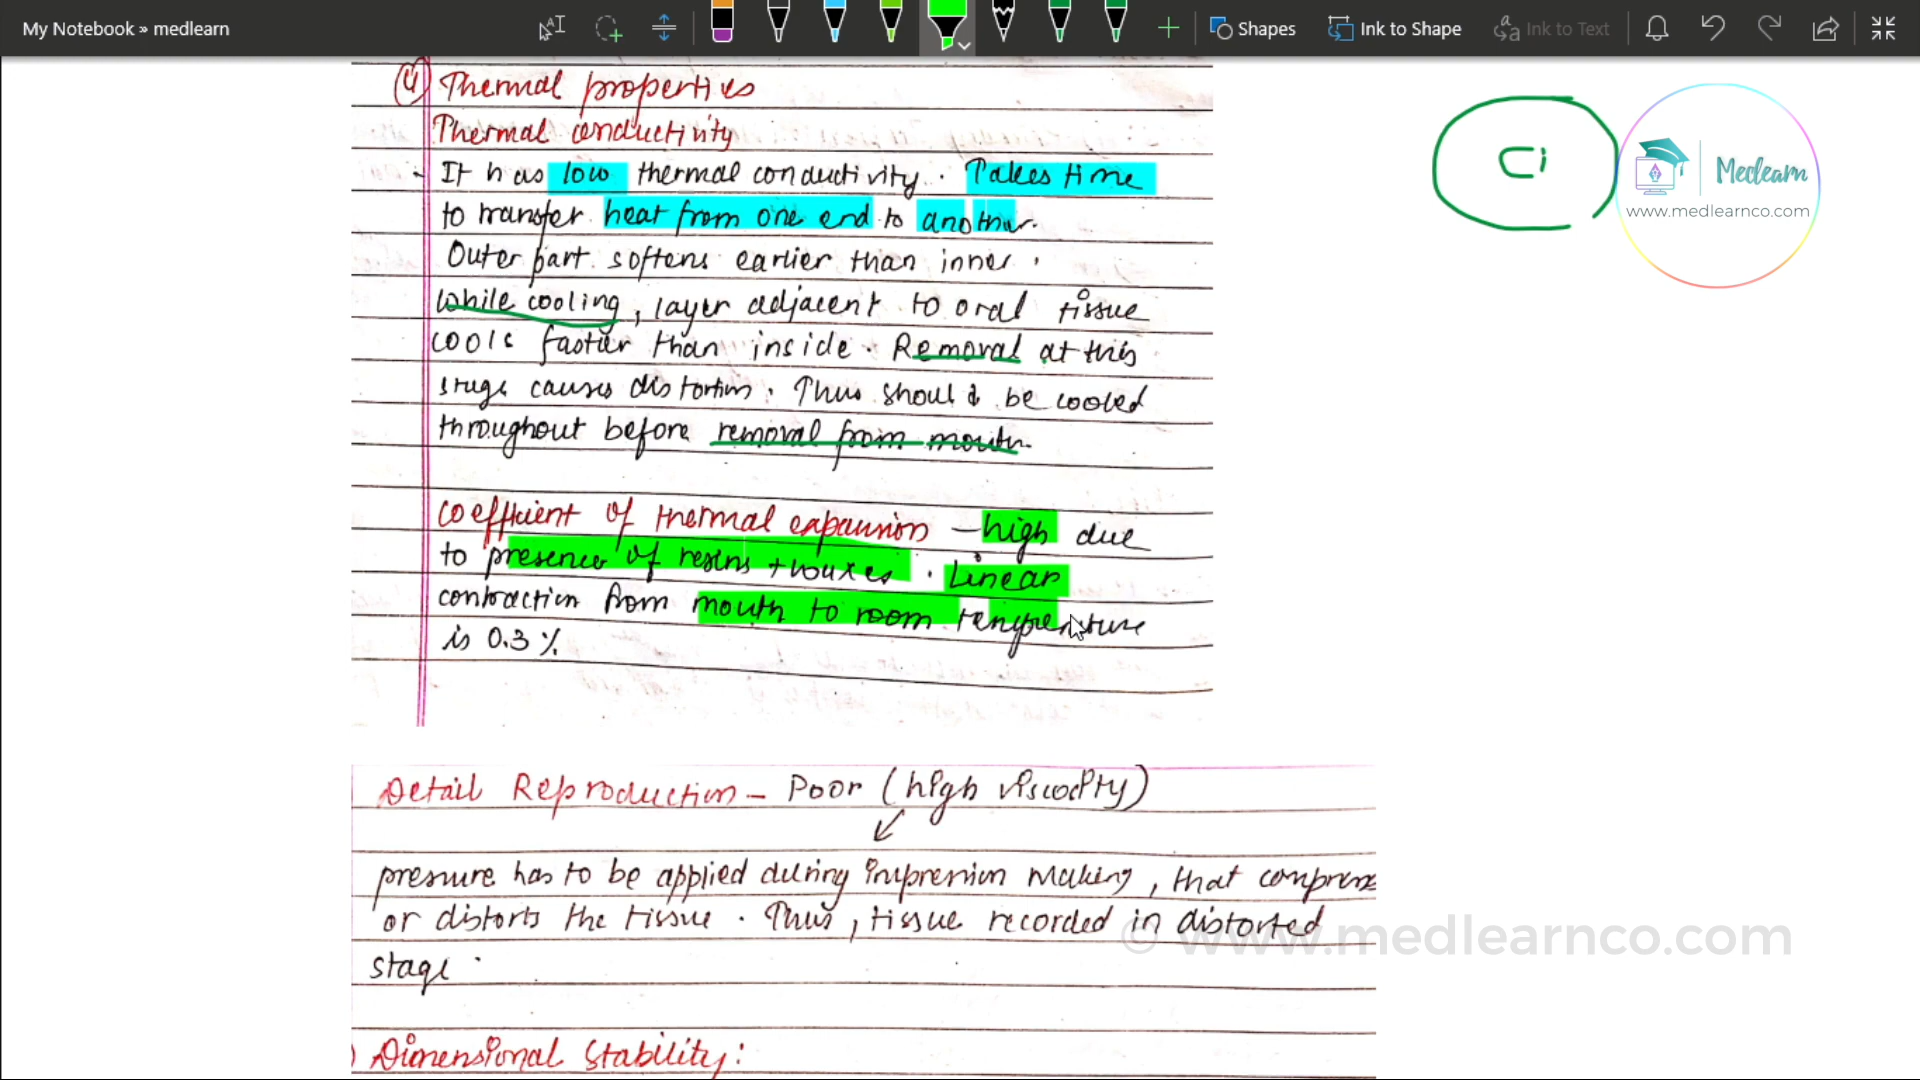 My Notebook » medlearn
Shapes
Ink to Shape
Ink to Text
4 Thermal properties
Thermal conductivity
- It has low thermal conductivity. Takes time
to transfer heat from one end to another.
Outer part softens earlier than inner.
While cooling, layer adjacent to oral tissue
cools faster than inside. Removal at this
stage causes distortion. Thus should be cooled
throughout before removal from mouth.
coefficient of thermal expansion – high due
to presence of resins + waxes. Linear
contraction from mouth to room temperature
is 0.3 %
Detail Reproduction – Poor (high viscocity)
pressure has to be applied during impression making, that compress
or distorts the tissue. Thus, tissue recorded in distorted
stage.
) Dimensional Stability:
Medlearn
www.medlearnco.com
© www.medlearnco.com